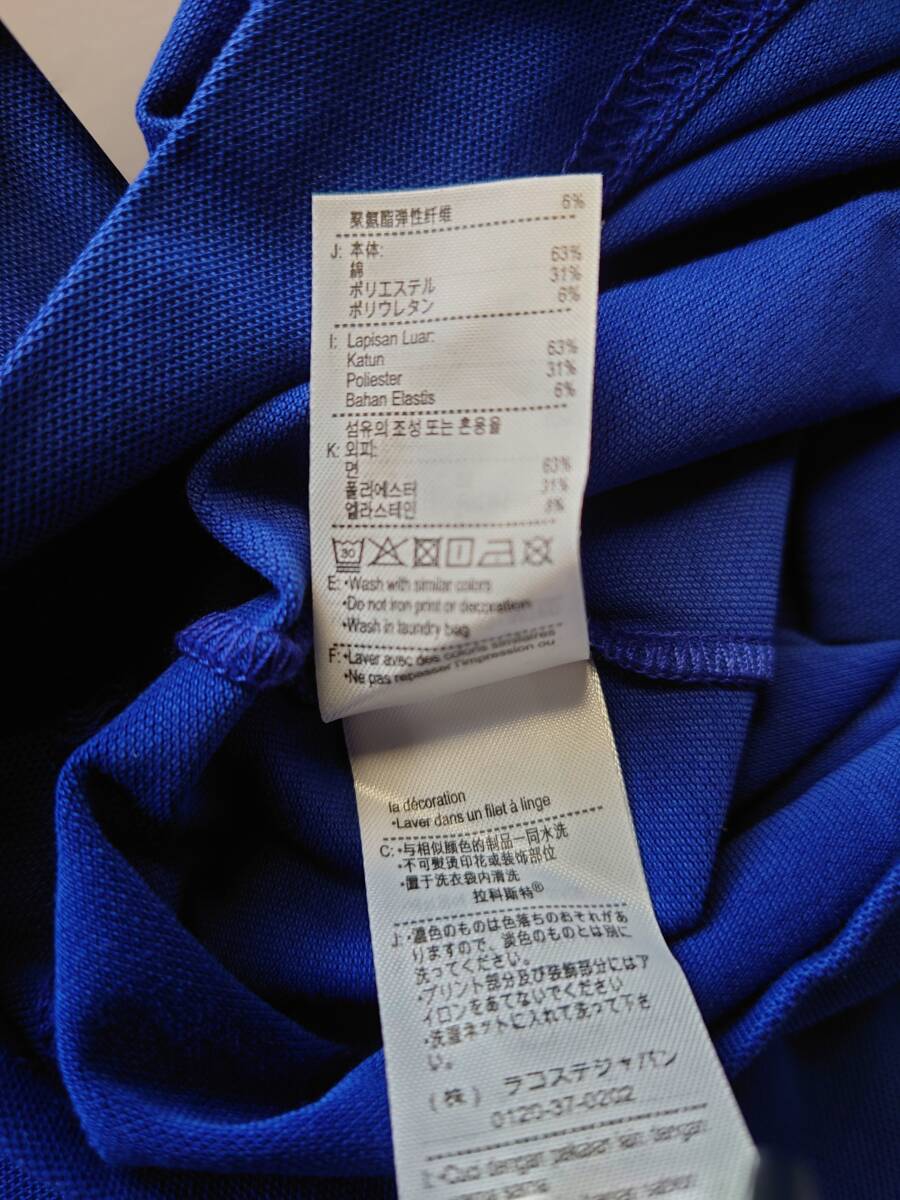 聚氨酯弹性纤维 6%
J: 本体:
綿 63%
ポリエステル 31%
ポリウレタン 6%
I: Lapisan Luar:
Katun 63%
Poliester 31%
Bahan Elastis 6%
섬유의 조성 또는 혼용율
K: 외피:
면 63%
폴리에스터 31%
엘라스테인
30
E: •Wash with similar colors
•Do not iron print or decoration
•Wash in laundry bag
F: •Laver avec des coloris similaires
•Ne pas repasser l'impression ou
la décoration
•Laver dans un filet à linge
C: •与相似颜色的制品一同水洗
•不可熨烫印花或装饰部位
•置于洗衣袋内清洗
拉科斯特®
J: •濃色のものは色落ちのおそれがあ
りますので、淡色のものとは別に
洗ってください。
•プリント部分及び装飾部分にはア
イロンをあてないでください
•洗濯ネットに入れて洗って下さ
い。
(株) ラコステジャパン
0120-37-0202
I: •Cuci dengan pakaian lain dengan